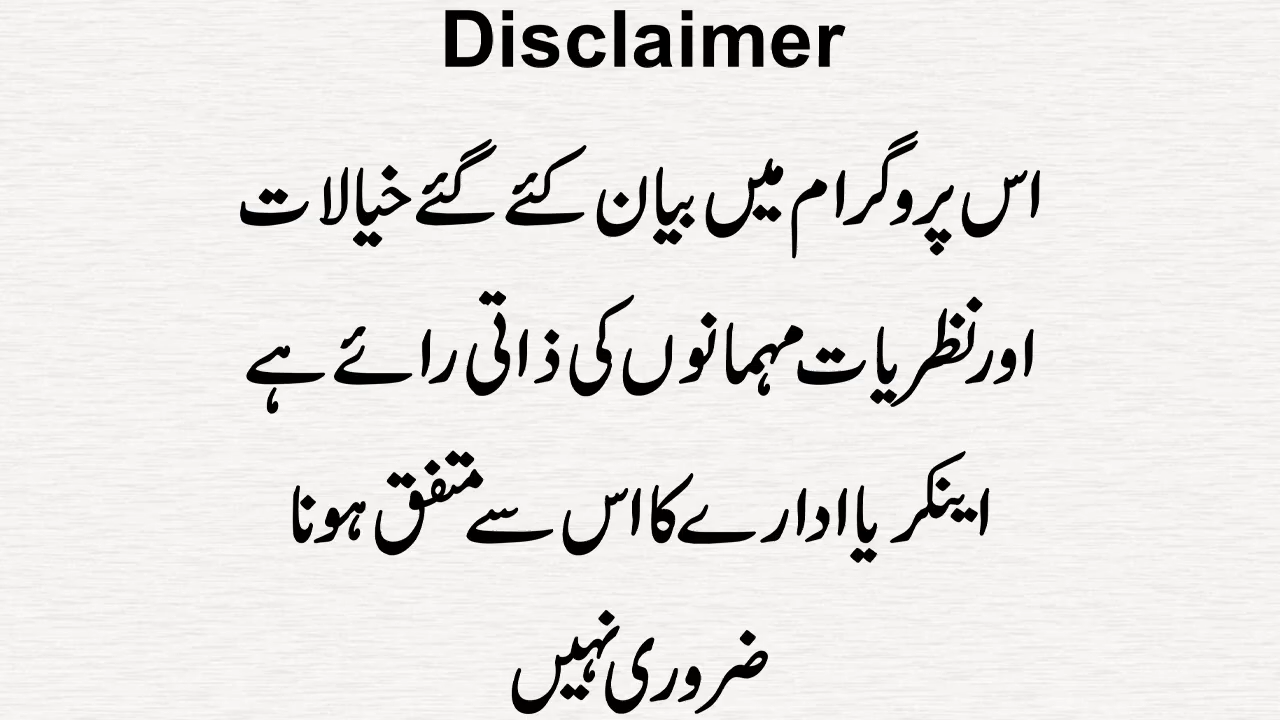 Disclaimer
اس پروگرام میں بیان کئے گئے خیالات
اور نظریات مہمانوں کی ذاتی رائے ہے
اینکر یا ادارے کا اس سے متفق ہونا
ضروری نہیں